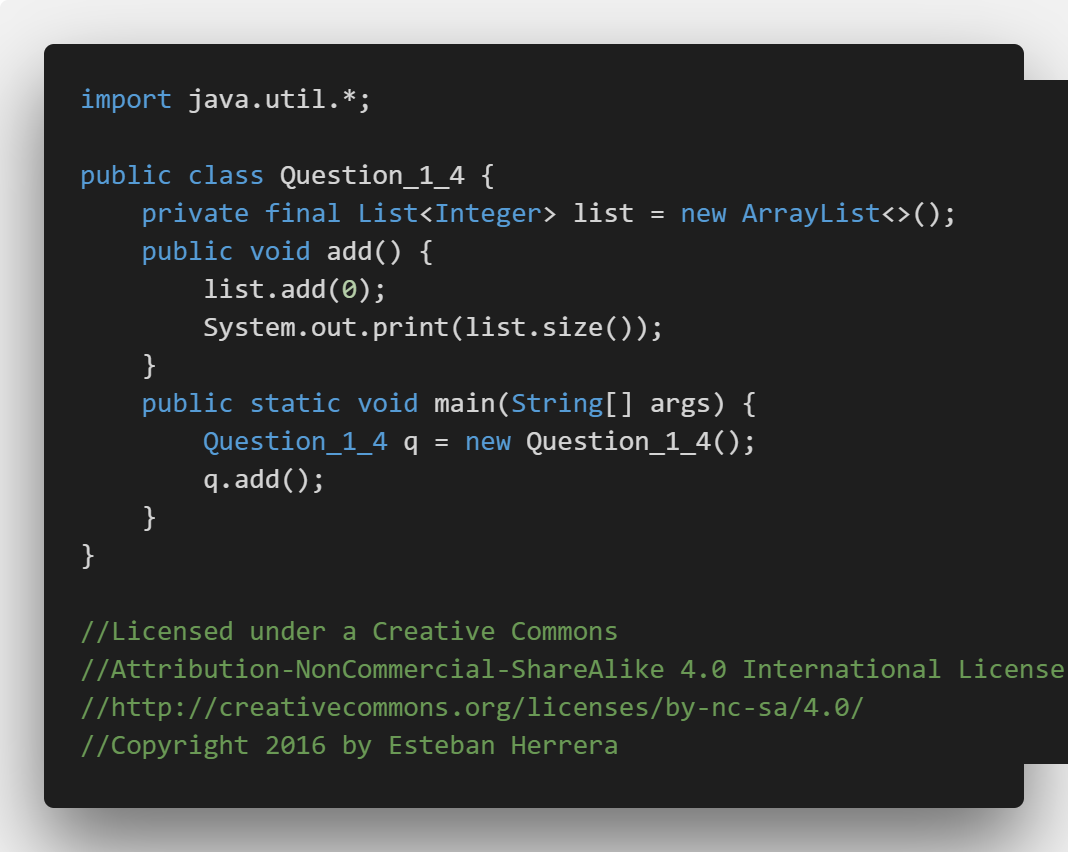 import java.util.*;
public class Question_1_4 {
    private final List<Integer> list = new ArrayList<>();
    public void add() {
        list.add(0);
        System.out.print(list.size());
    }
    public static void main(String[] args) {
        Question_1_4 q = new Question_1_4();
        q.add();
    }
}
//Licensed under a Creative Commons
//Attribution-NonCommercial-ShareAlike 4.0 International License
//http://creativecommons.org/licenses/by-nc-sa/4.0/
//Copyright 2016 by Esteban Herrera